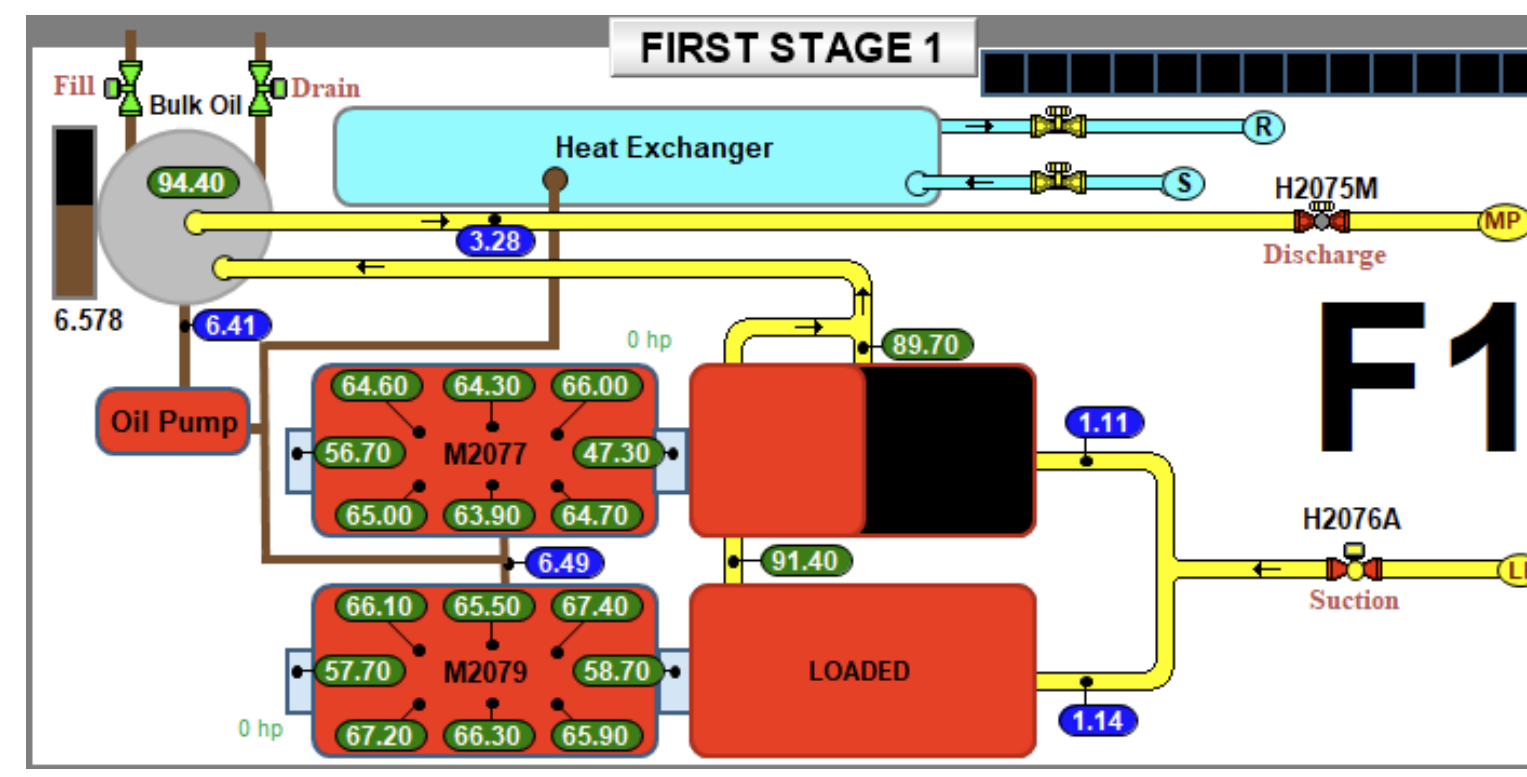 FIRST STAGE 1
Fill
Drain
Bulk Oil
94.40
Heat Exchanger
R
S
H2075M
MP
3.28
Discharge
6.578
6.41
0 hp
89.70
F1
Oil Pump
64.60 64.30 66.00
56.70 M2077 47.30
65.00 63.90 64.70
1.11
6.49
91.40
H2076A
Suction
66.10 65.50 67.40
57.70 M2079 58.70
67.20 66.30 65.90
LOADED
0 hp
1.14